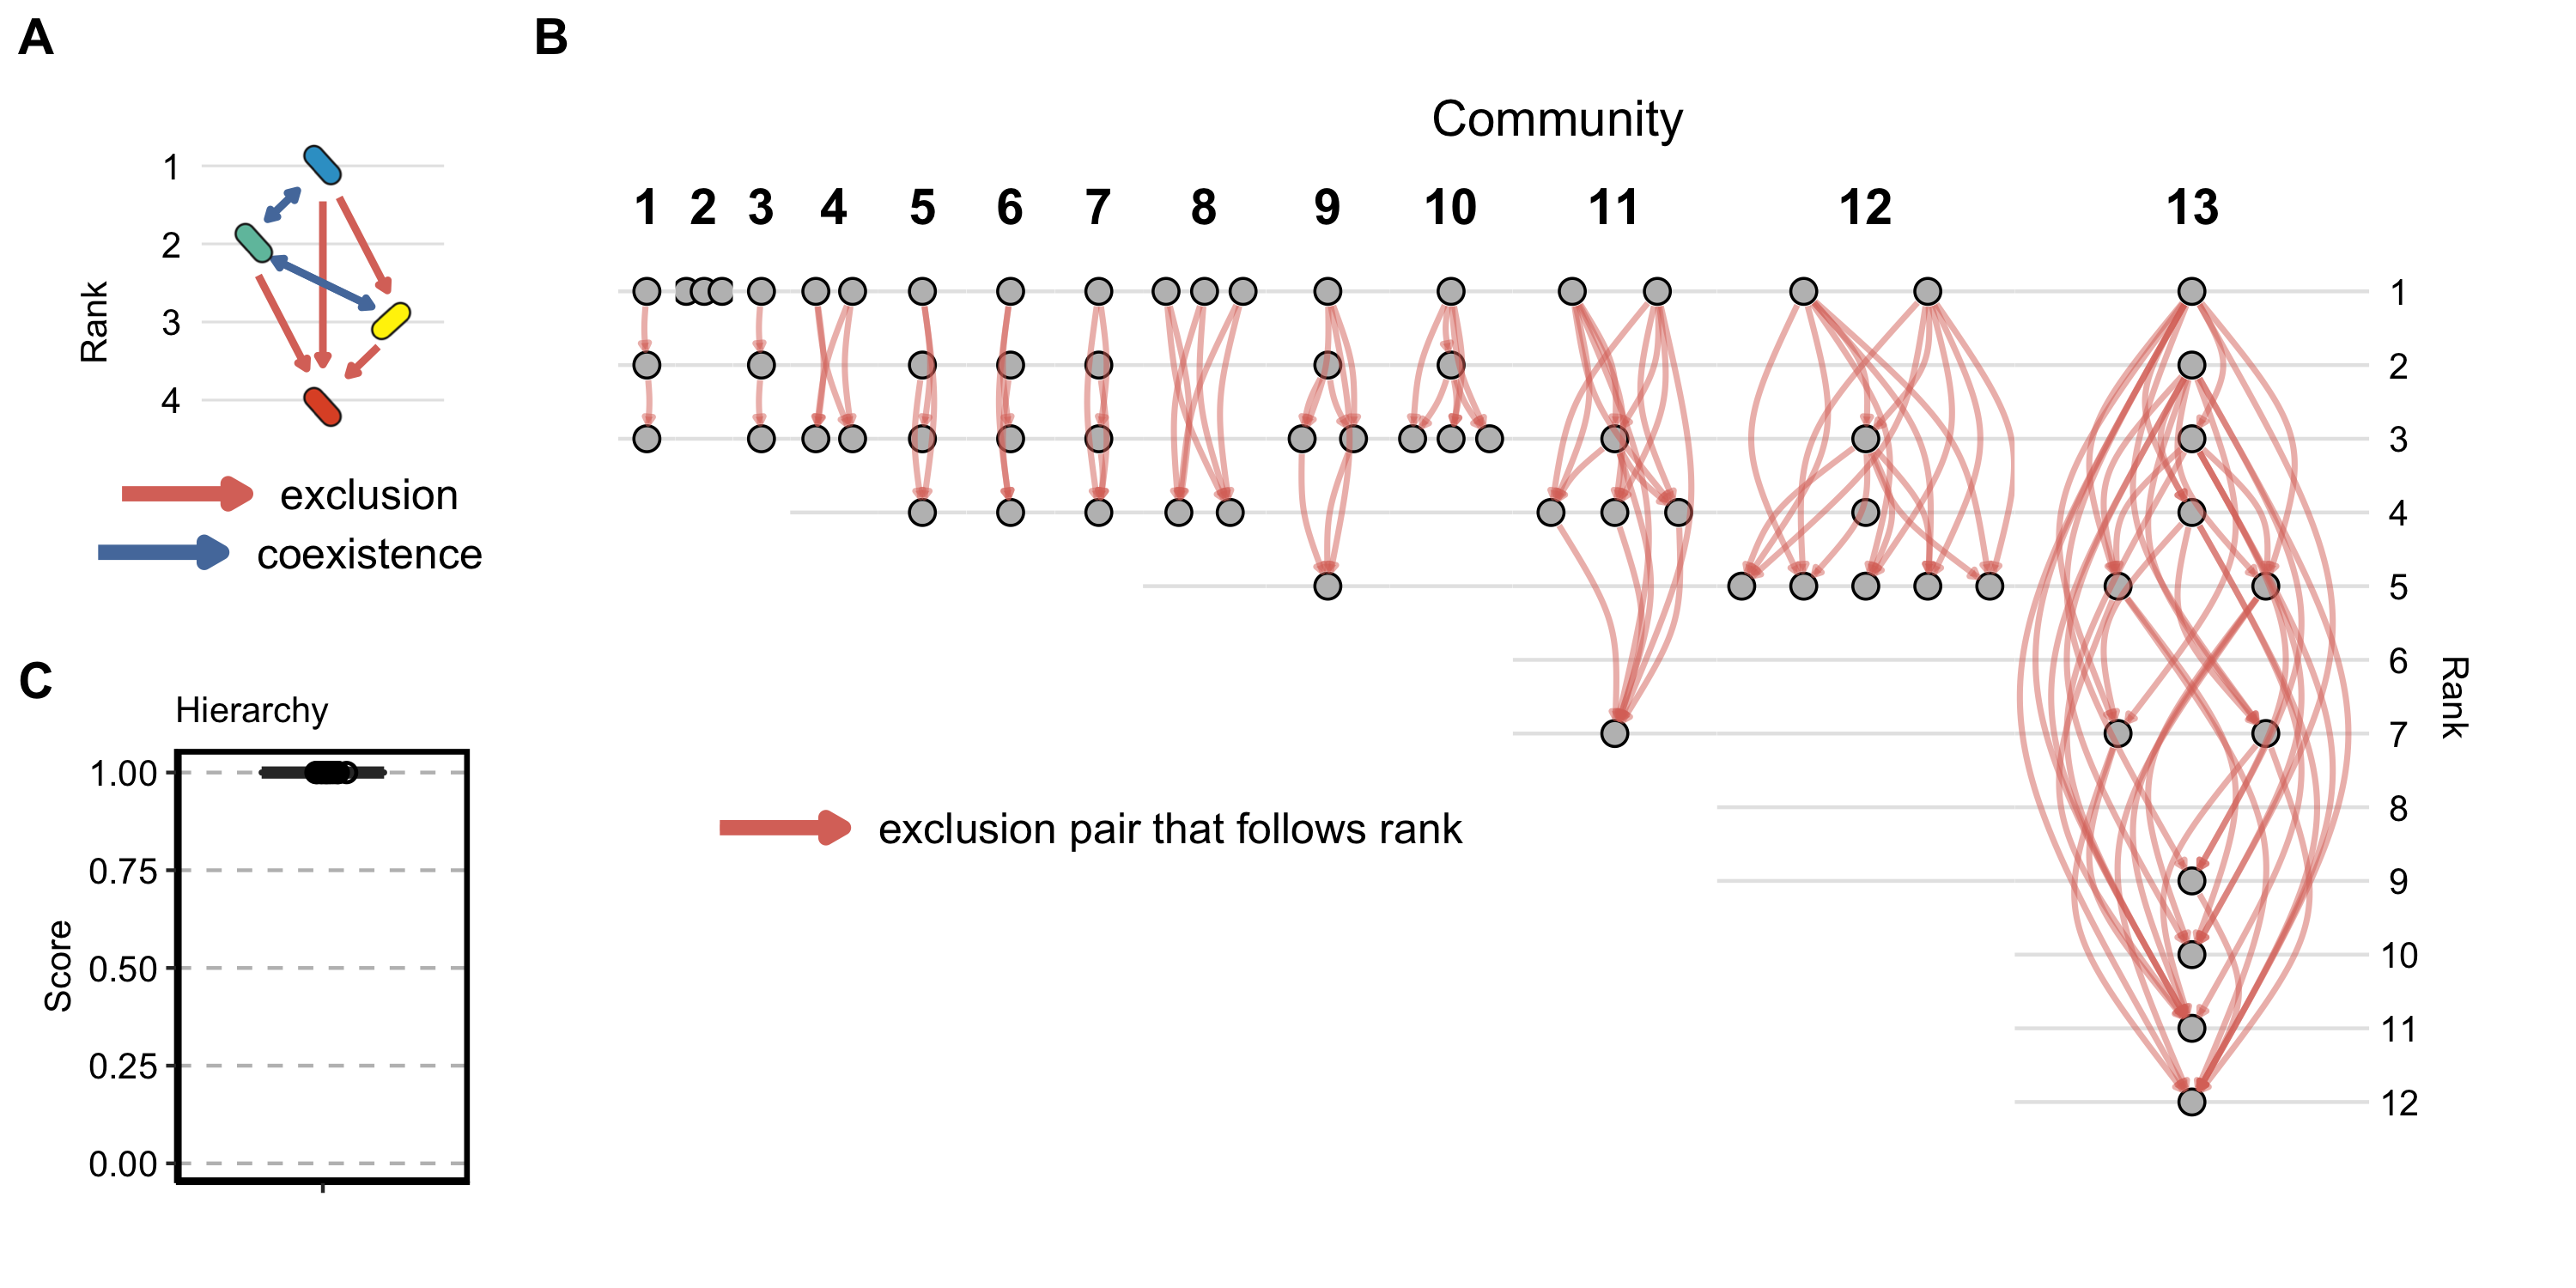 A
Rank
1
2
3
4
exclusion
coexistence
B
Community
1 2 3 4 5 6 7 8 9 10 11 12 13
1
2
3
4
5
6
7
8
9
10
11
12
Rank
exclusion pair that follows rank
C
Hierarchy
Score
1.00
0.75
0.50
0.25
0.00